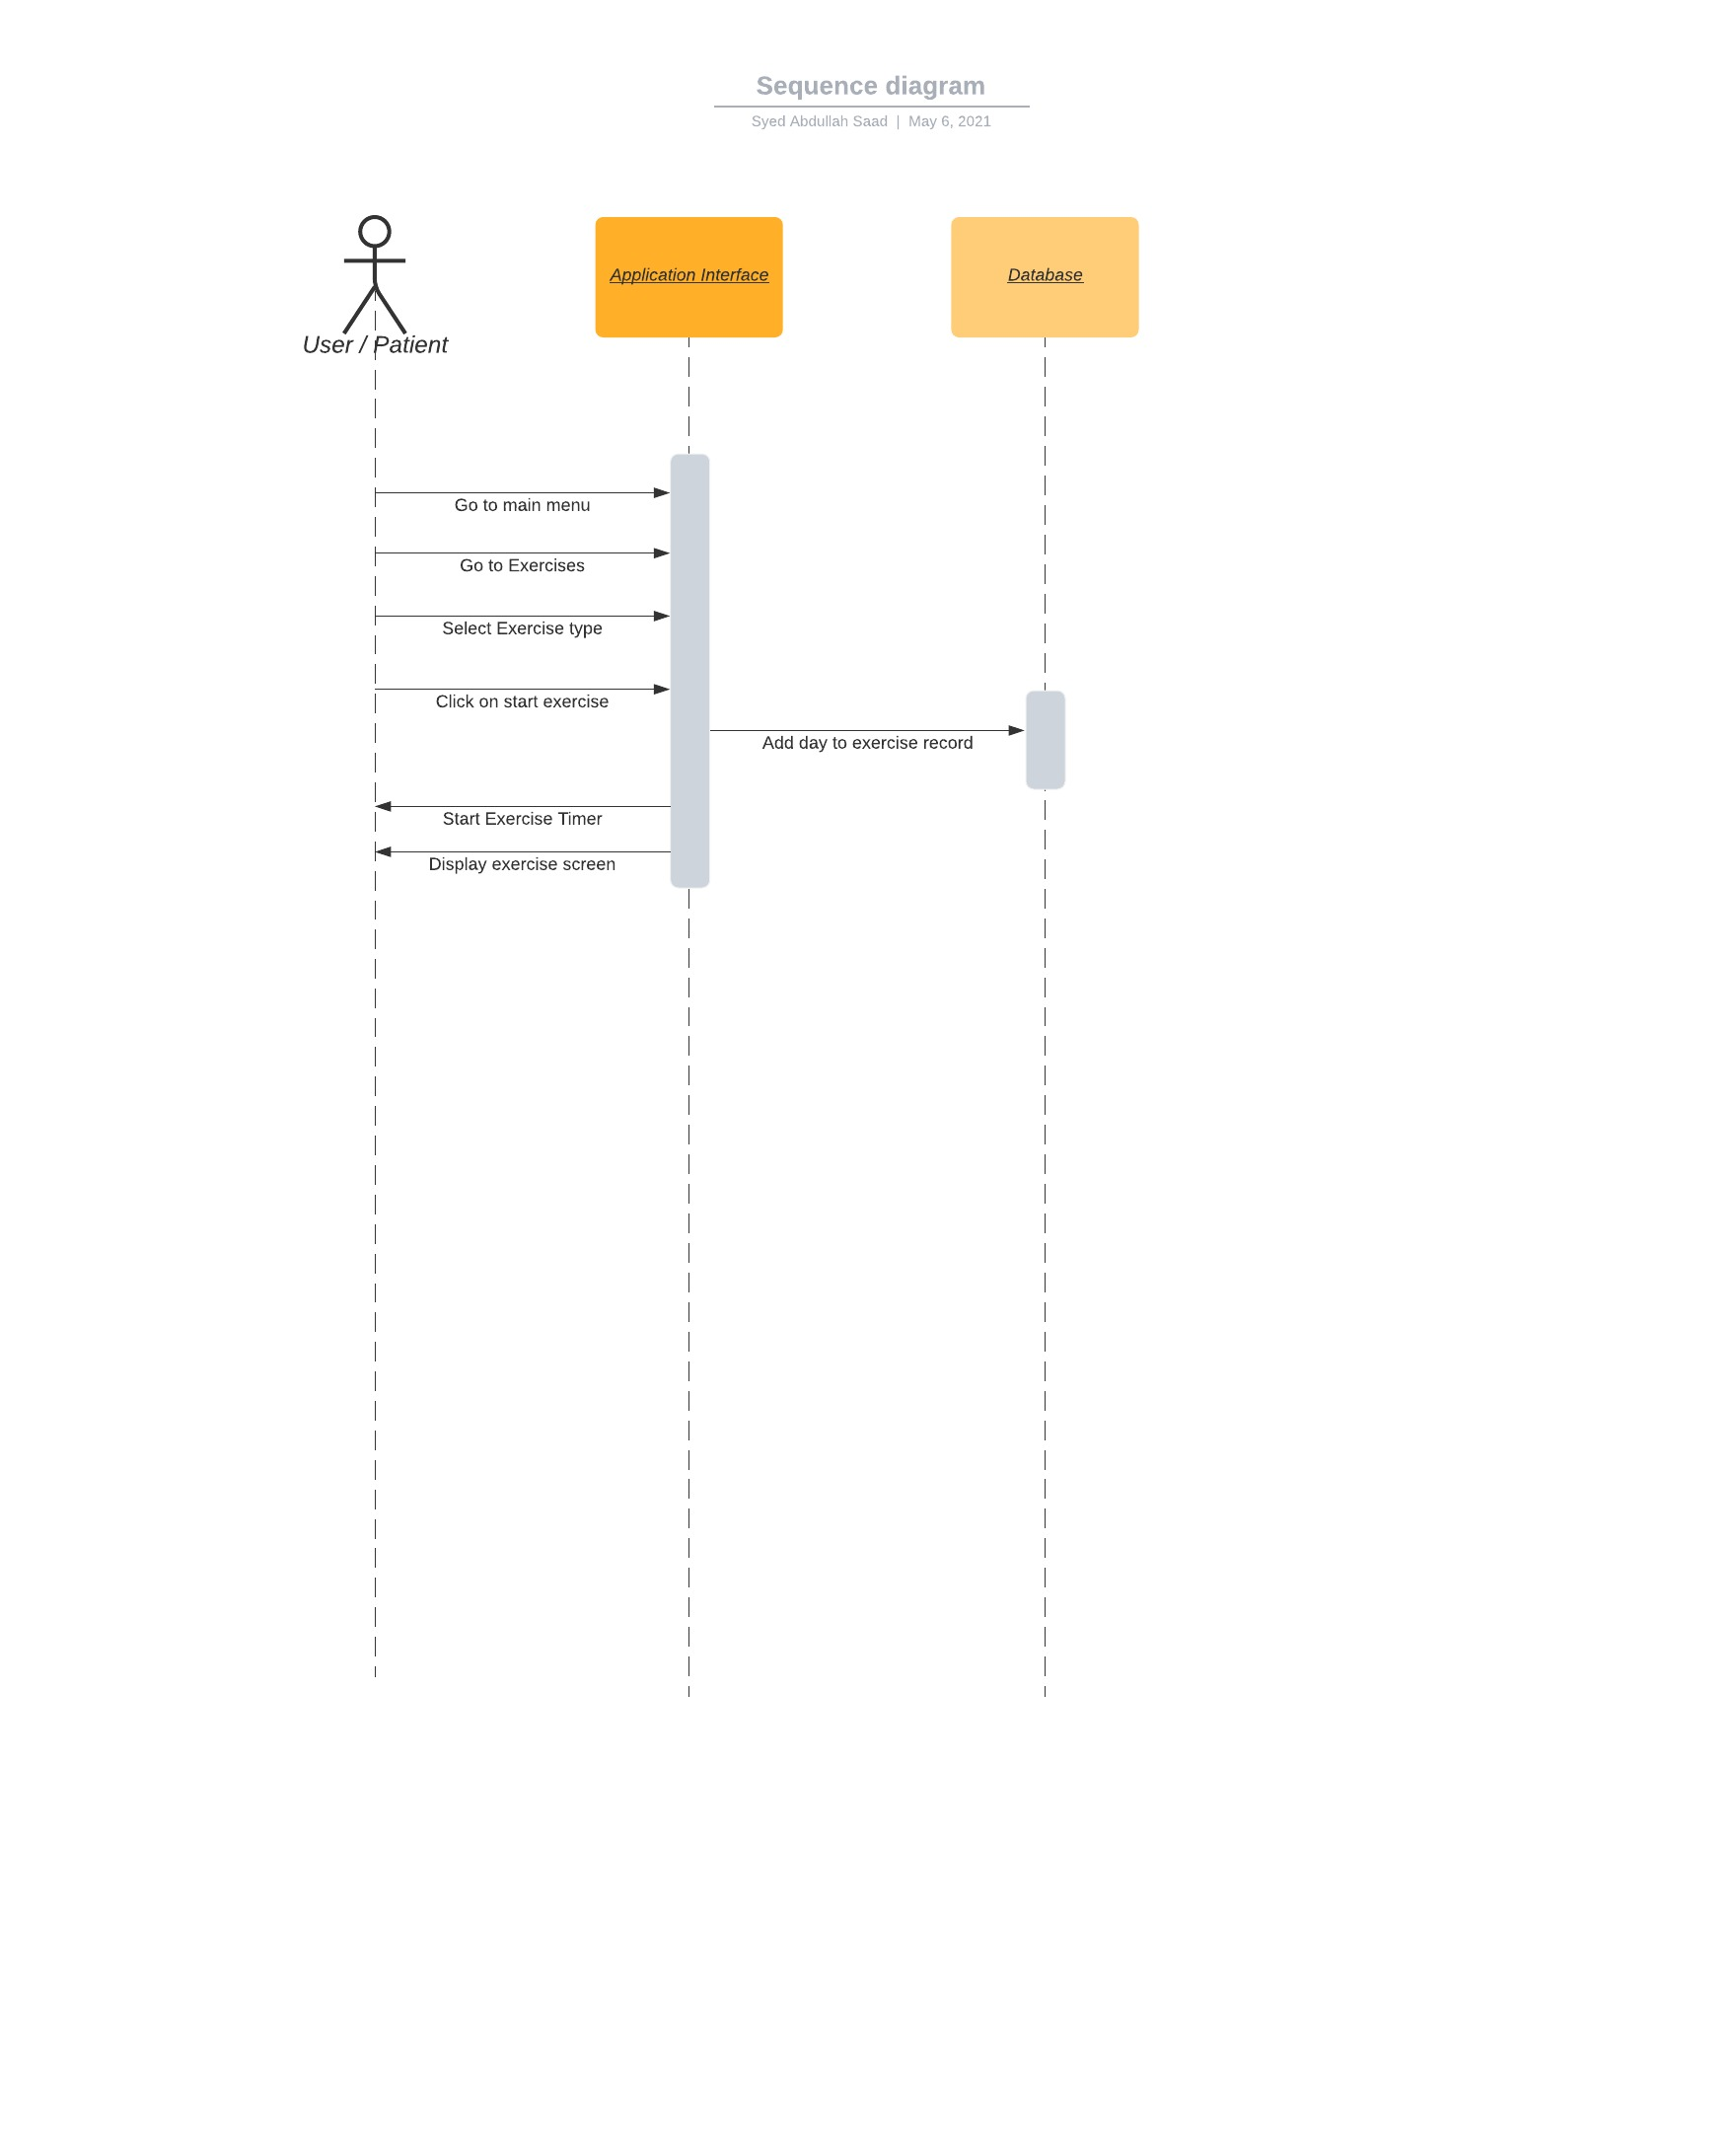 Sequence diagram
Syed Abdullah Saad | May 6, 2021
User / Patient
Application Interface
Database
Go to main menu
Go to Exercises
Select Exercise type
Click on start exercise
Add day to exercise record
Start Exercise Timer
Display exercise screen